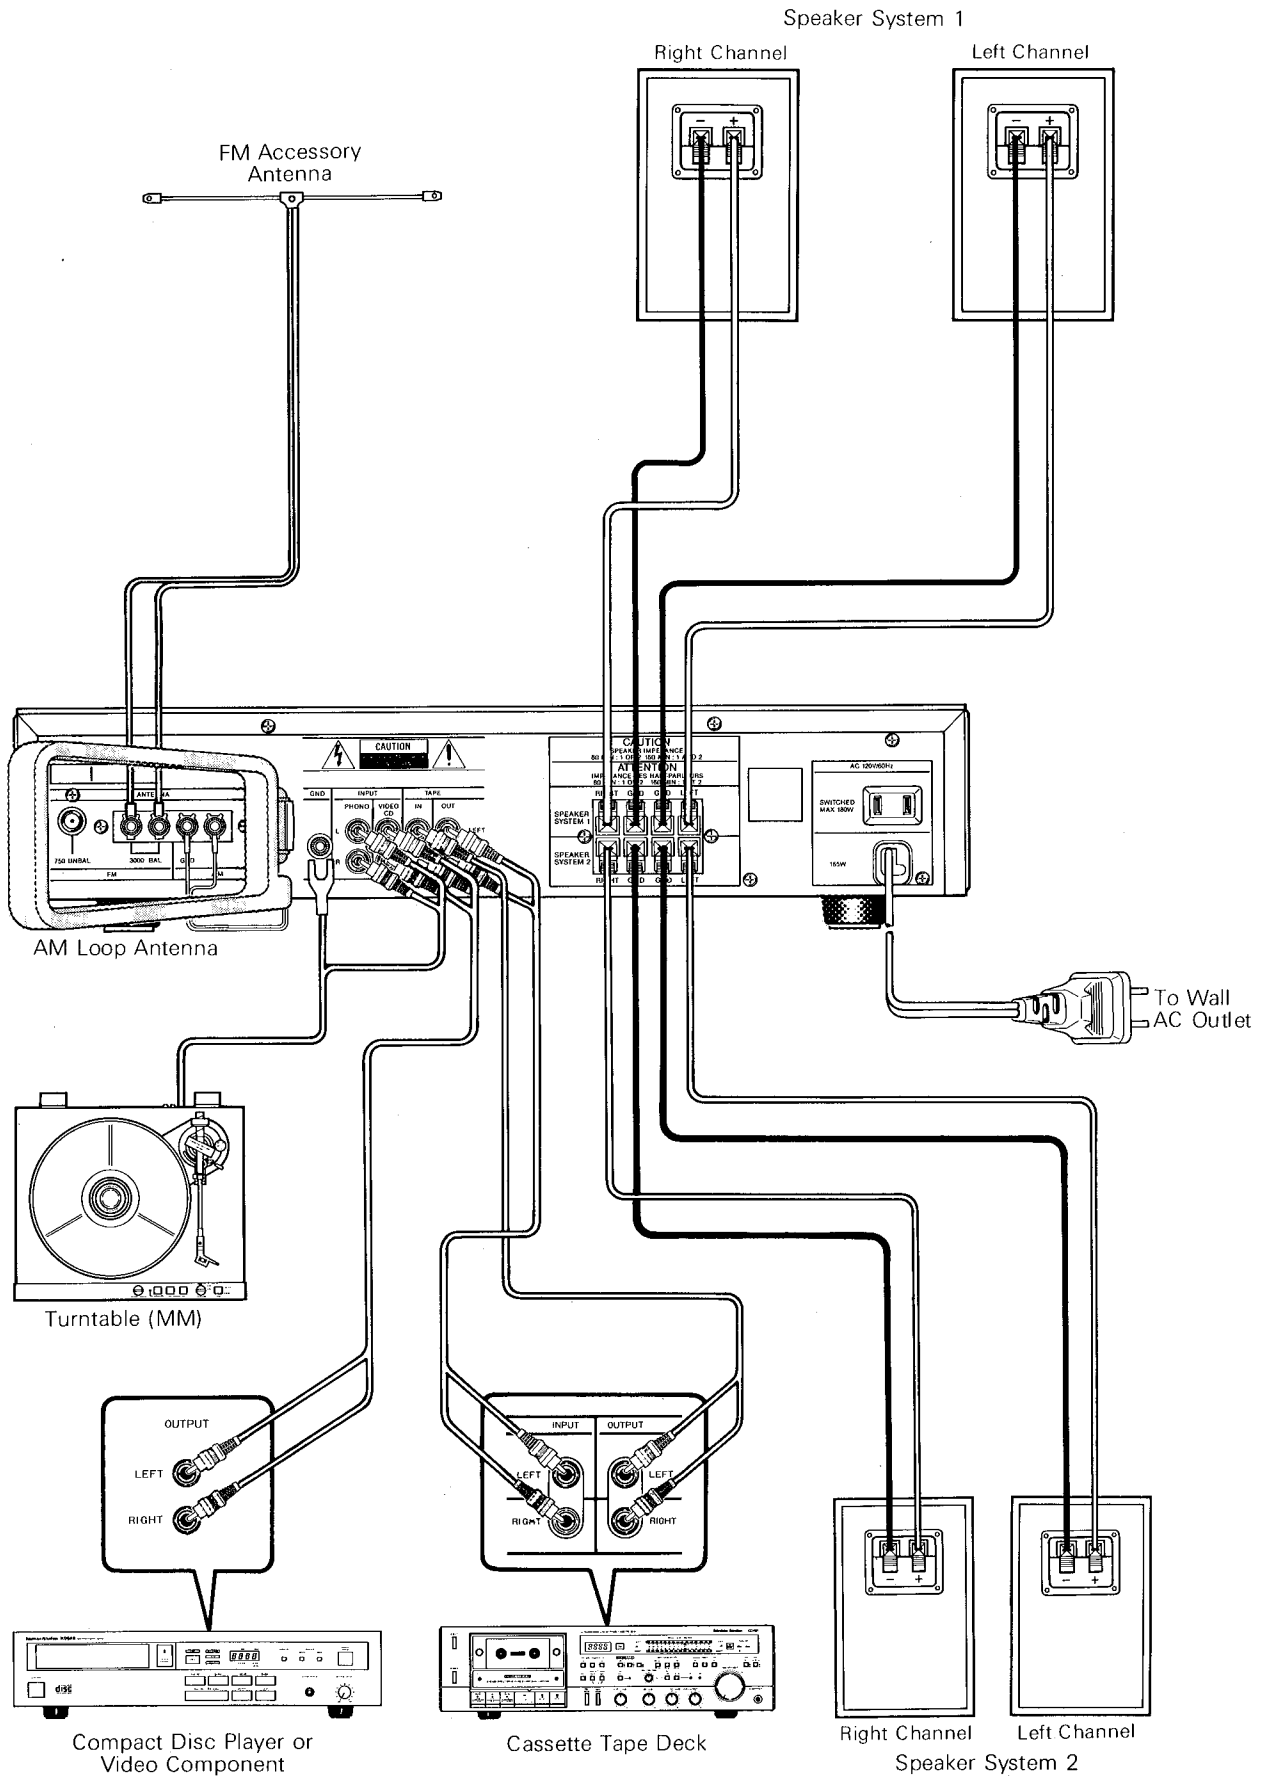 Speaker System 1
Right Channel
Left Channel
− +
− +
FM Accessory
Antenna
CAUTION
CAUTION
SPEAKER IMPEDANCE
ATTENTION
AC 120V/60Hz
ANTENNA
GND
INPUT
TAPE
PHONO
VIDEO
CD
IN
OUT
LEFT
L
R
RIGHT GND GND LEFT
SPEAKER
SYSTEM 1
SPEAKER
SYSTEM 2
RIGHT GND GND LEFT
SWITCHED
MAX 180W
165W
75Ω UNBAL
300Ω BAL
GND
FM
AM Loop Antenna
To Wall
AC Outlet
Turntable (MM)
OUTPUT
LEFT
RIGHT
INPUT
OUTPUT
LEFT
LEFT
RIGHT
RIGHT
− +
− +
disc
Compact Disc Player or
Video Component
Cassette Tape Deck
Right Channel
Left Channel
Speaker System 2